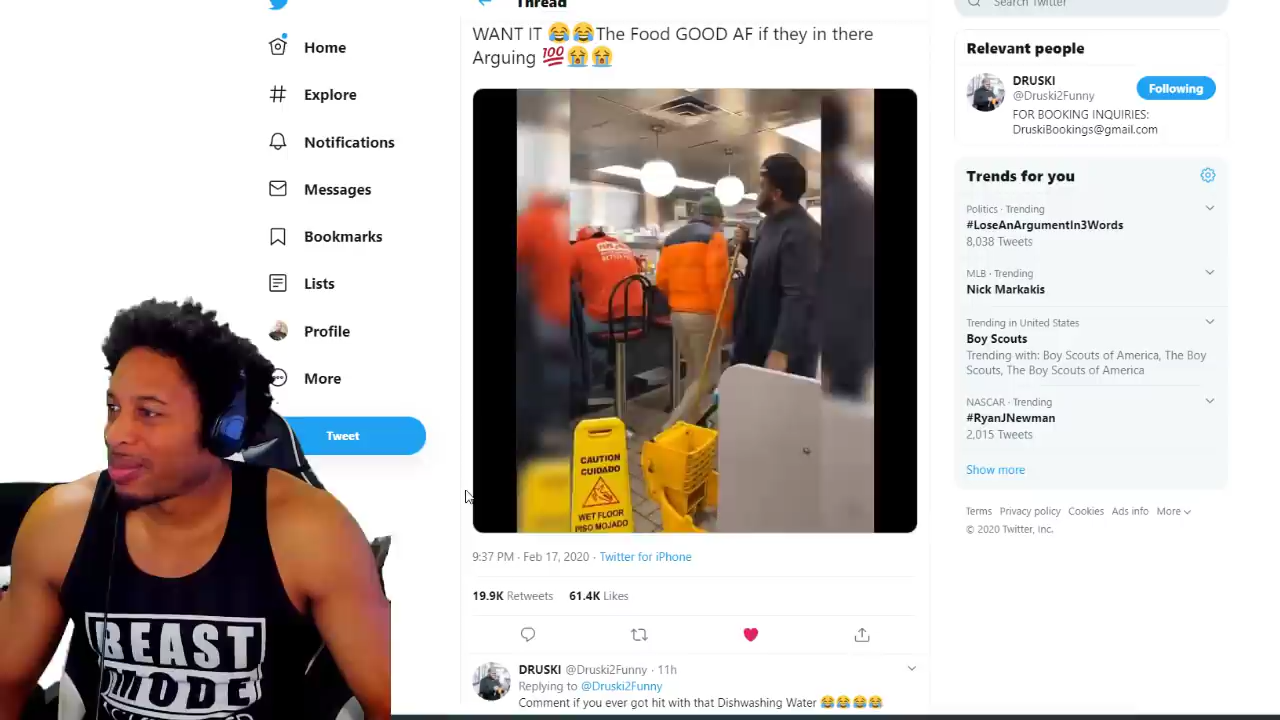 Thread
Search Twitter
Home
Explore
Notifications
Messages
Bookmarks
Lists
Profile
More
Tweet
WANT IT 😂😂The Food GOOD AF if they in there
Arguing 💯😭😭
CAUTION
CUIDADO
WET FLOOR
PISO MOJADO
9:37 PM · Feb 17, 2020 · Twitter for iPhone
19.9K Retweets 61.4K Likes
DRUSKI @Druski2Funny · 11h
Replying to @Druski2Funny
Comment if you ever got hit with that Dishwashing Water 😂😂😂😂
Relevant people
DRUSKI
@Druski2Funny
Following
FOR BOOKING INQUIRIES:
DruskiBookings@gmail.com
Trends for you
Politics · Trending
#LoseAnArgumentIn3Words
8,038 Tweets
MLB · Trending
Nick Markakis
Trending in United States
Boy Scouts
Trending with: Boy Scouts of America, The Boy
Scouts, The Boy Scouts of America
NASCAR · Trending
#RyanJNewman
2,015 Tweets
Show more
Terms Privacy policy Cookies Ads info More
© 2020 Twitter, Inc.
BEAST
MODE